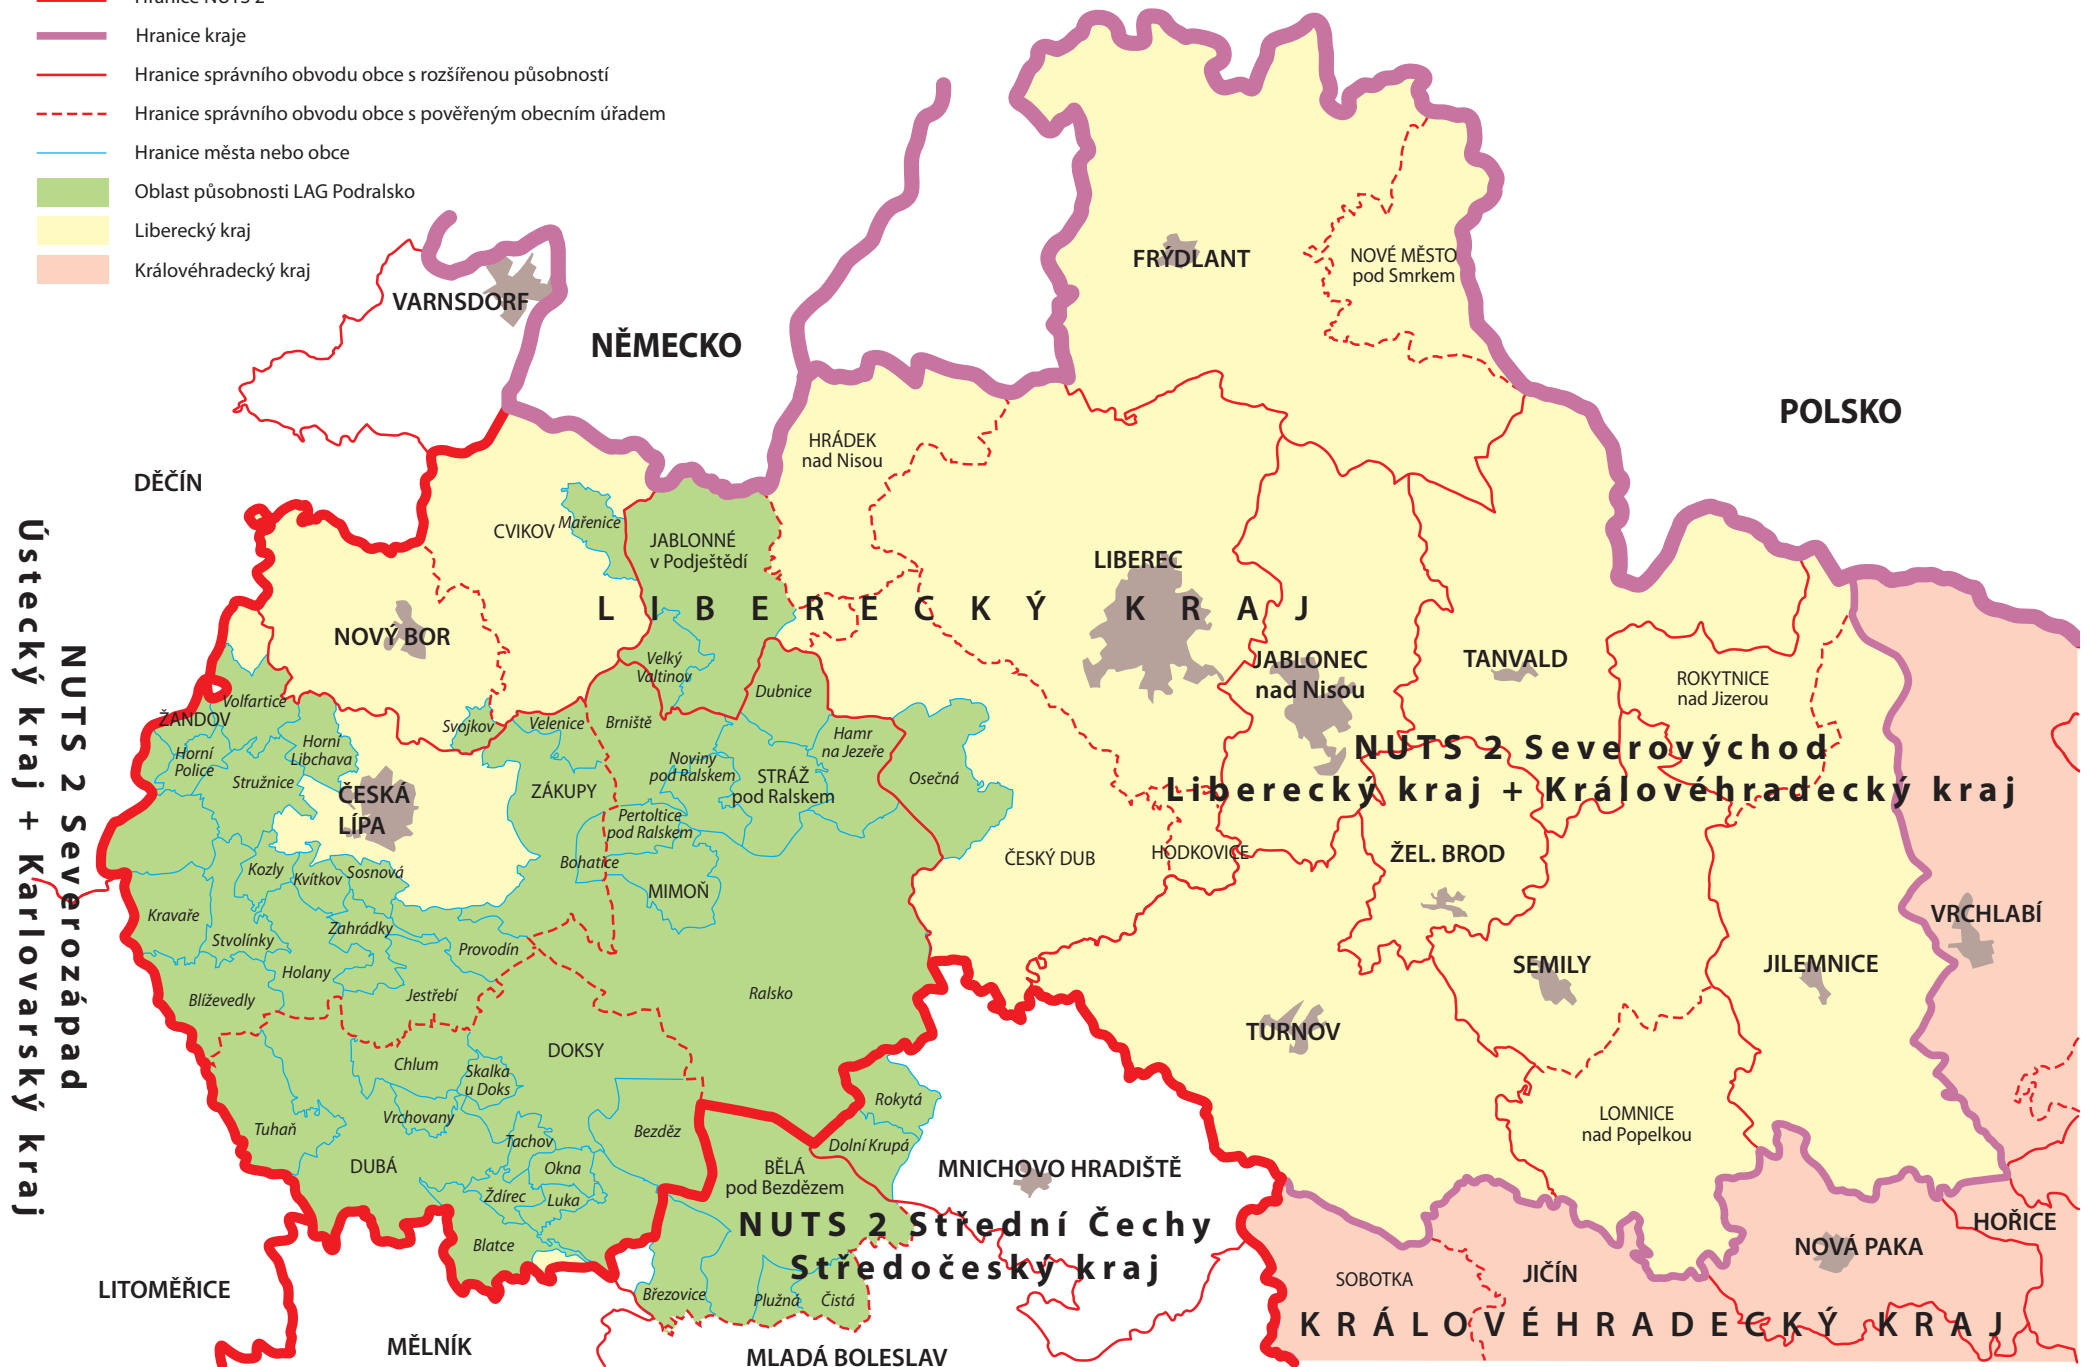 Hranice NUTS 2
Hranice kraje
Hranice správního obvodu obce s rozšířenou působností
Hranice správního obvodu obce s pověřeným obecním úřadem
Hranice města nebo obce
Oblast působnosti LAG Podralsko
Liberecký kraj
Královéhradecký kraj
VARNSDORF
NĚMECKO
FRÝDLANT
NOVÉ MĚSTO
pod Smrkem
POLSKO
DĚČÍN
HRÁDEK
nad Nisou
CVIKOV
Mařenice
JABLONNÉ
v Podještědí
LIBEREC
LIBERECKÝ KRAJ
NOVÝ BOR
Velký
Valtinov
Dubnice
JABLONEC
nad Nisou
TANVALD
ROKYTNICE
nad Jizerou
Volfartice
ŽANDOV
Horní
Police
Horní
Libchava
Stružnice
Svojkov
Velenice
Brniště
Hamr
na Jezeře
Noviny
pod Ralskem
STRÁŽ
pod Ralskem
Osečná
NUTS 2 Severovýchod
Liberecký kraj + Královéhradecký kraj
ČESKÁ
LÍPA
ZÁKUPY
Pertoltice
pod Ralskem
Bohatice
MIMOŇ
ČESKÝ DUB
HODKOVICE
ŽEL. BROD
Kozly
Kvítkov
Sosnová
Kravaře
Stvolínky
Zahrádky
Provodín
Holany
Jestřebí
Blíževedly
Ralsko
VRCHLABÍ
SEMILY
JILEMNICE
TURNOV
NUTS 2 Severozápad
Ústecký kraj + Karlovarský kraj
DOKSY
Chlum
Skalka
u Doks
Vrchovany
Tuhaň
Tachov
Bezděz
Rokytá
Dolní Krupá
LOMNICE
nad Popelkou
DUBÁ
Okna
Ždírec
Luka
BĚLÁ
pod Bezdězem
MNICHOVO HRADIŠTĚ
NUTS 2 Střední Čechy
Středočeský kraj
Blatce
HOŘICE
NOVÁ PAKA
LITOMĚŘICE
Březovice
Plužná
Čistá
SOBOTKA
JIČÍN
KRÁLOVÉHRADECKÝ KRAJ
MĚLNÍK
MLADÁ BOLESLAV